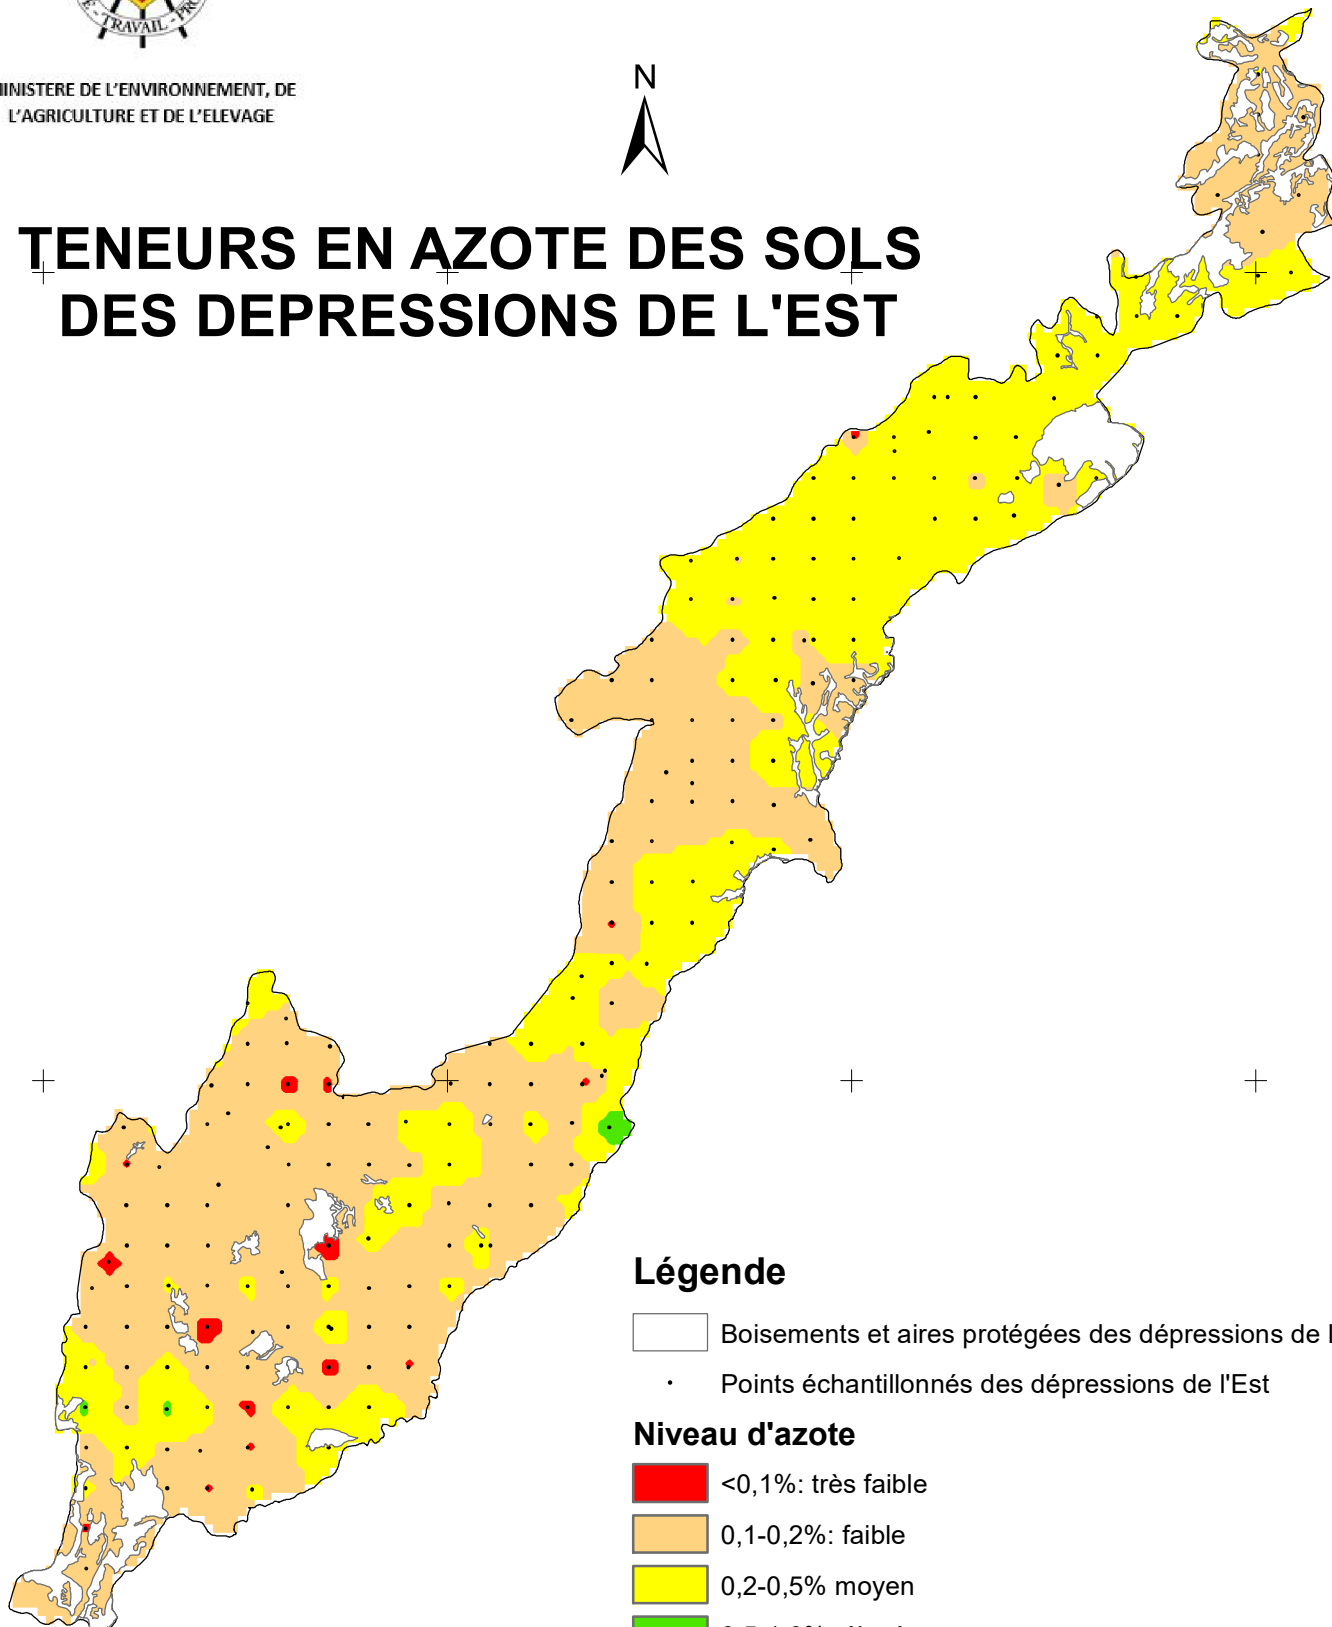 TRAVAIL
MINISTERE DE L'ENVIRONNEMENT, DE
L'AGRICULTURE ET DE L'ELEVAGE
N
TENEURS EN AZOTE DES SOLS
DES DEPRESSIONS DE L'EST
Légende
Boisements et aires protégées des dépressions de
Points échantillonnés des dépressions de l'Est
Niveau d'azote
<0,1%: très faible
0,1-0,2%: faible
0,2-0,5% moyen